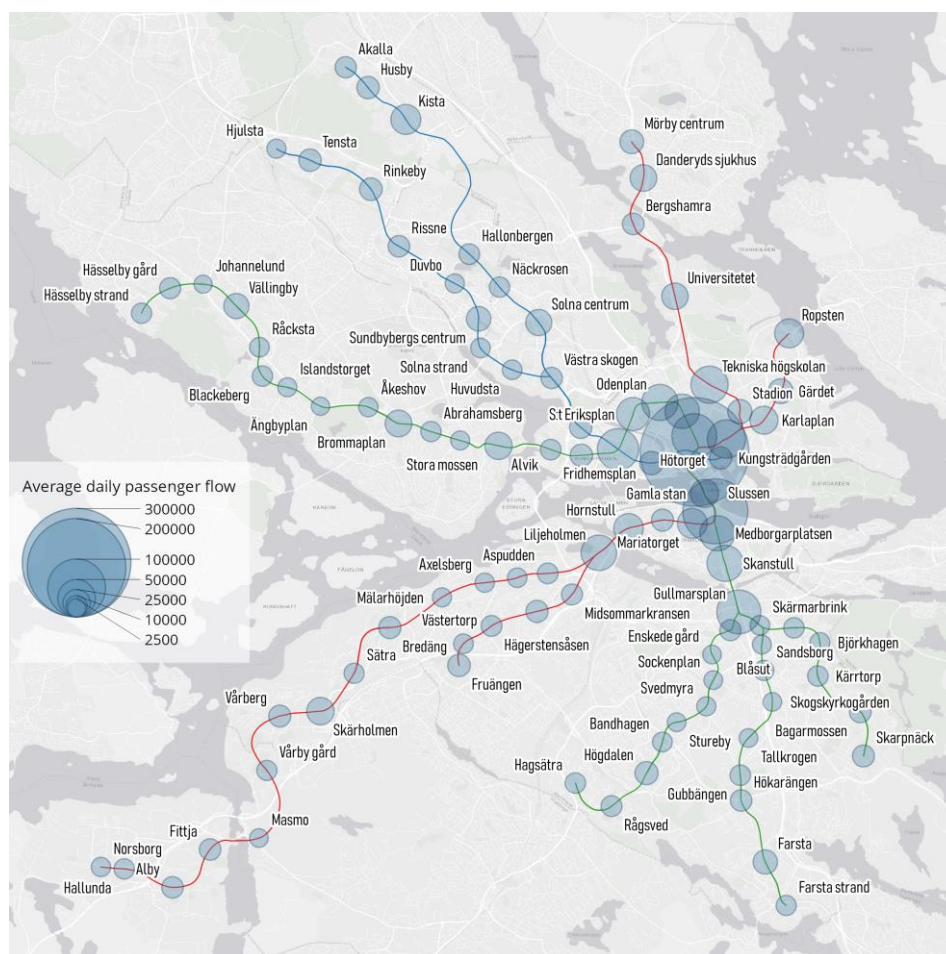 Akalla
Husby
Kista
Mörby centrum
Hjulsta
Tensta
Danderyds sjukhus
Rinkeby
Bergshamra
Rissne
Hallonbergen
Duvbo
Näckrosen
Universitetet
Johannelund
Hässelby gård
Vällingby
Hässelby strand
Solna centrum
Ropsten
Råcksta
Sundbybergs centrum
Solna strand
Västra skogen
Islandstorget
Huvudsta
Odenplan
Tekniska högskolan
Åkeshov
Stadion
Gärdet
Blackeberg
Abrahamsberg
S:t Eriksplan
Karlaplan
Ängbyplan
Brommaplan
Stora mossen
Alvik
Fridhemsplan
Hötorget
Kungsträdgården
Average daily passenger flow
300000
200000
100000
50000
25000
10000
2500
Gamla stan
Slussen
Hornstull
Liljeholmen
Mariatorget
Medborgarplatsen
Aspudden
Axelsberg
Skanstull
Mälarhöjden
Gullmarsplan
Västertorp
Midsommarkransen
Skärmarbrink
Bredäng
Hägerstensåsen
Enskede gård
Sandsborg
Björkhagen
Sätra
Sockenplan
Blåsut
Kärrtorp
Fruängen
Svedmyra
Vårberg
Skärholmen
Skogskyrkogården
Bandhagen
Bagarmossen
Skarpnäck
Vårby gård
Högdalen
Stureby
Tallkrogen
Hagsätra
Hökarängen
Gubbängen
Rågsved
Masmo
Fittja
Norsborg
Alby
Hallunda
Farsta
Farsta strand